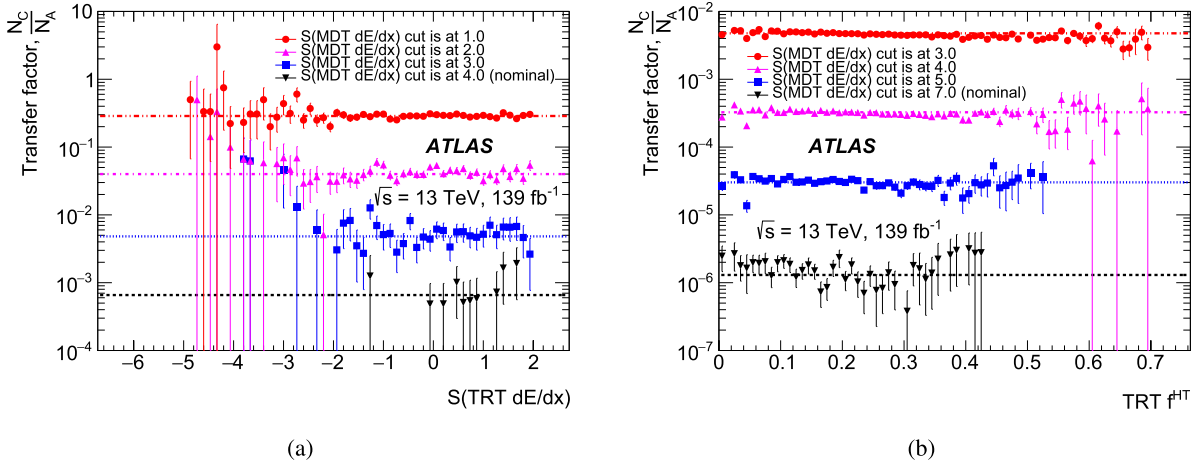 Transfer factor, N_C/N_A
10
1
10⁻¹
10⁻²
10⁻³
10⁻⁴
S(MDT dE/dx) cut is at 1.0
S(MDT dE/dx) cut is at 2.0
S(MDT dE/dx) cut is at 3.0
S(MDT dE/dx) cut is at 4.0 (nominal)
ATLAS
√s = 13 TeV, 139 fb⁻¹
−6 −5 −4 −3 −2 −1 0 1 2
S(TRT dE/dx)
(a)
Transfer factor, N_C/N_A
10⁻²
10⁻³
10⁻⁴
10⁻⁵
10⁻⁶
10⁻⁷
S(MDT dE/dx) cut is at 3.0
S(MDT dE/dx) cut is at 4.0
S(MDT dE/dx) cut is at 5.0
S(MDT dE/dx) cut is at 7.0 (nominal)
ATLAS
√s = 13 TeV, 139 fb⁻¹
0 0.1 0.2 0.3 0.4 0.5 0.6 0.7
TRT f^HT
(b)